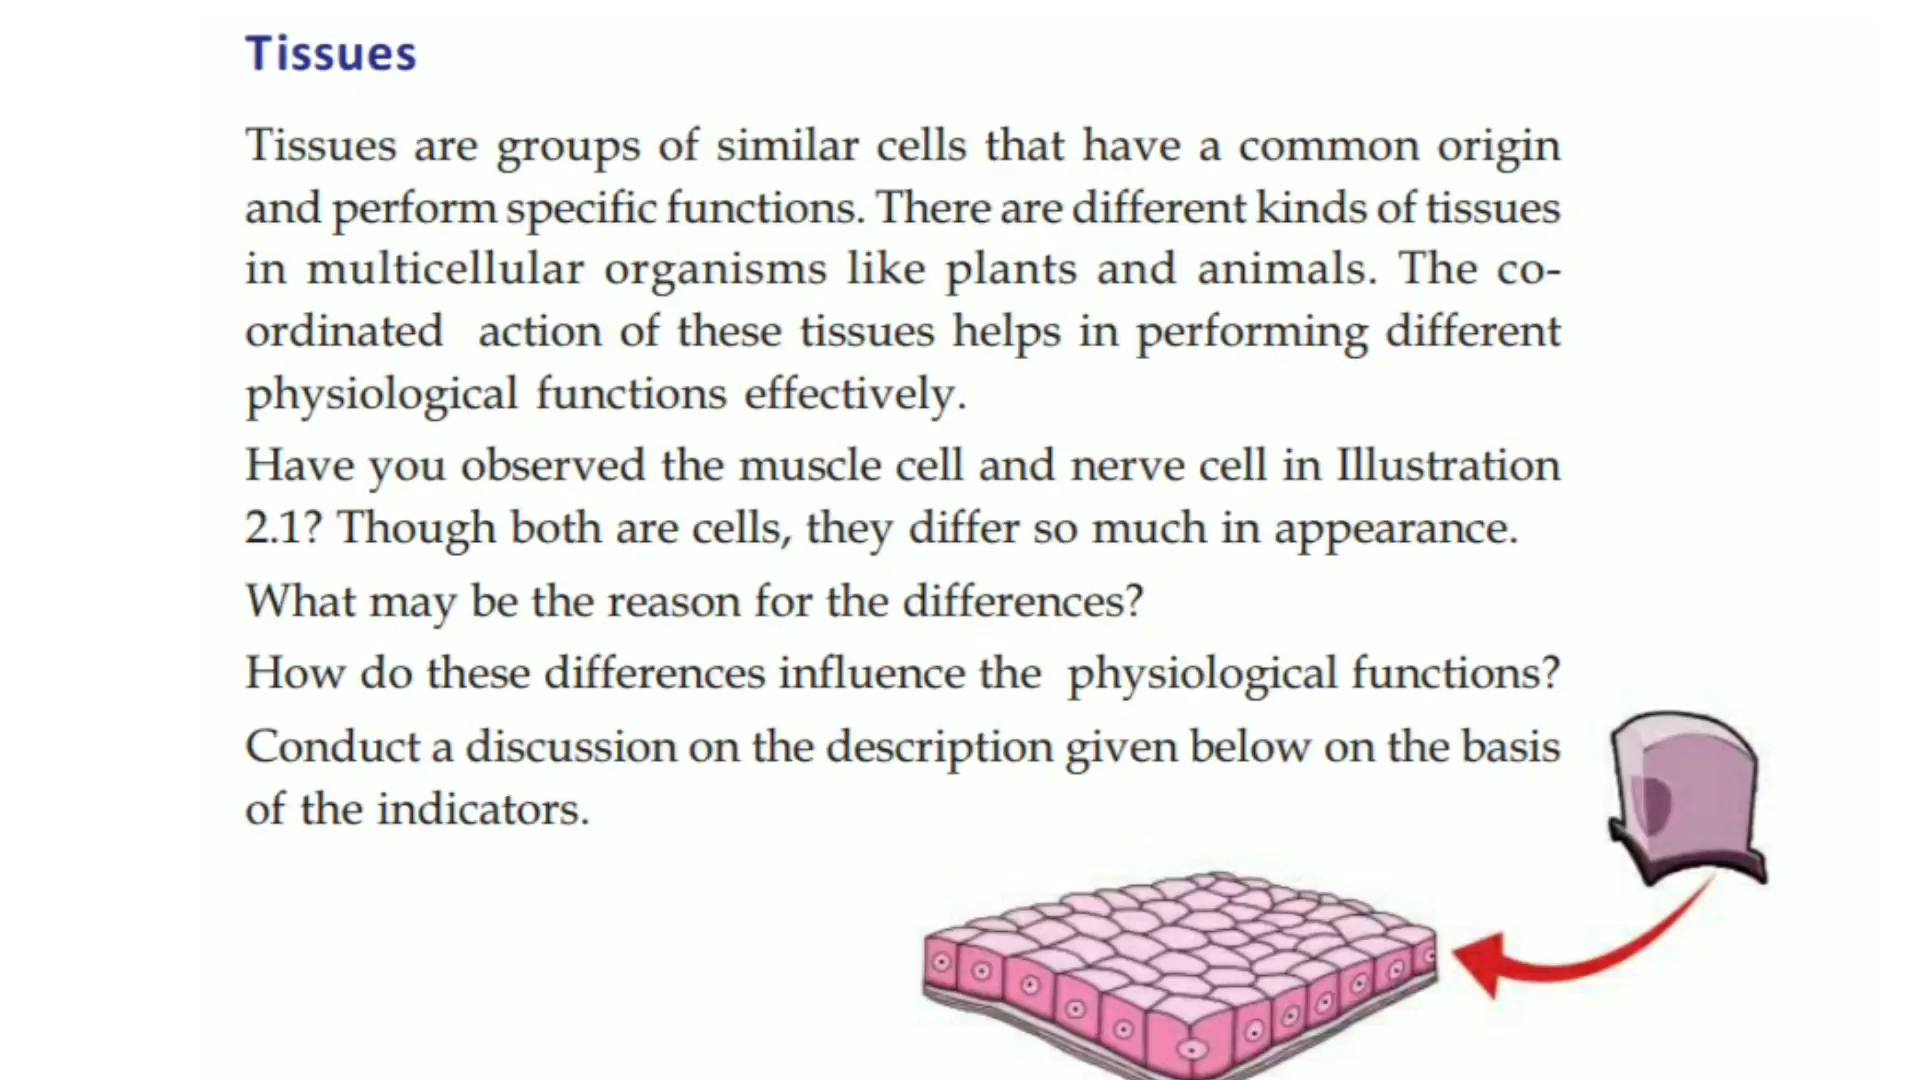 Tissues
Tissues are groups of similar cells that have a common origin
and perform specific functions. There are different kinds of tissues
in multicellular organisms like plants and animals. The co-
ordinated action of these tissues helps in performing different
physiological functions effectively.
Have you observed the muscle cell and nerve cell in Illustration
2.1? Though both are cells, they differ so much in appearance.
What may be the reason for the differences?
How do these differences influence the physiological functions?
Conduct a discussion on the description given below on the basis
of the indicators.